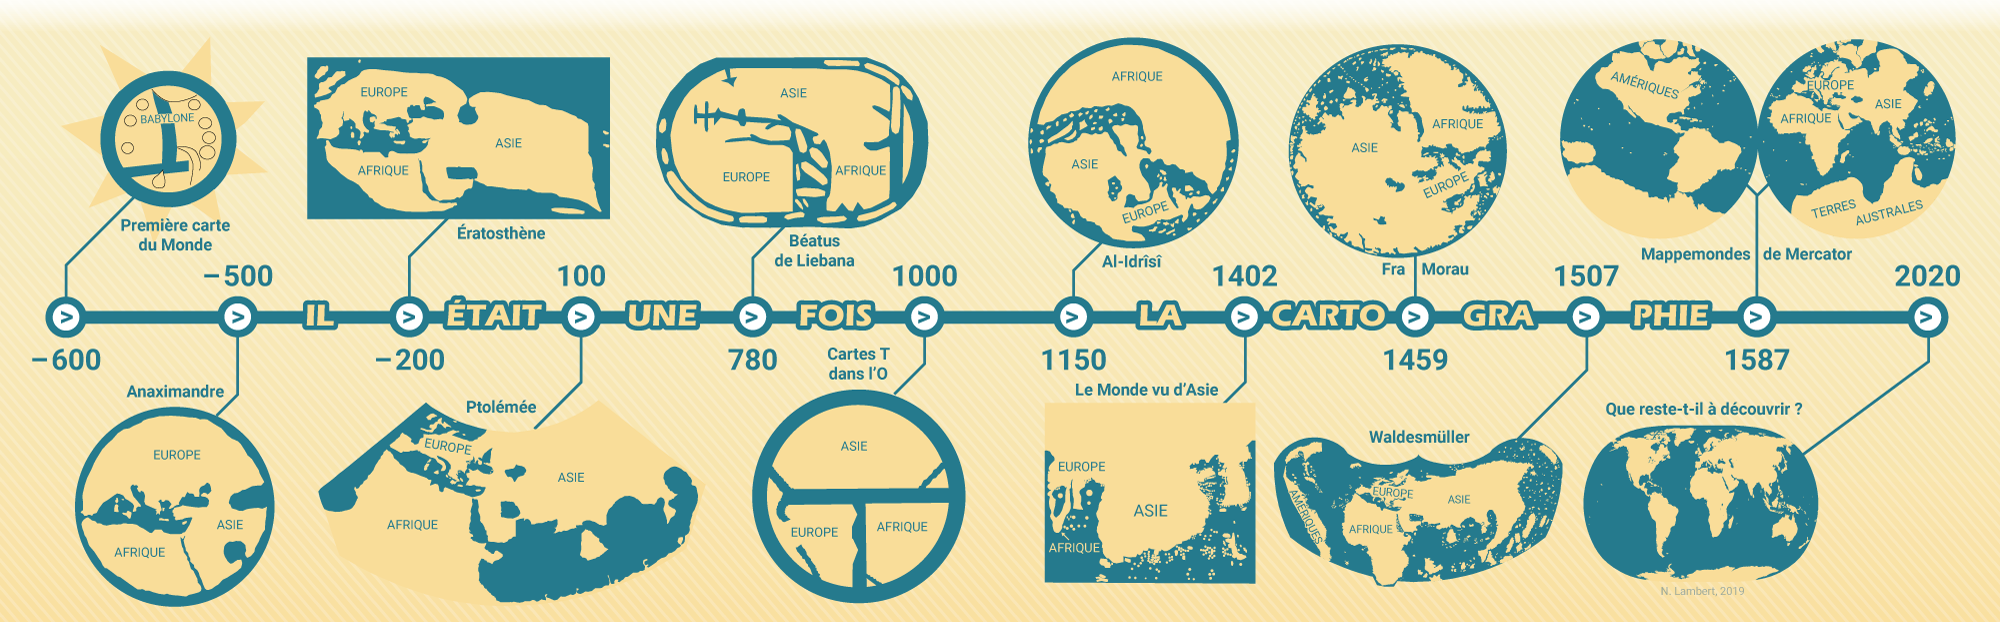 BABYLONE
Première carte
du Monde
−600
−500
Anaximandre
EUROPE
ASIE
AFRIQUE
IL
EUROPE
ASIE
AFRIQUE
Ératosthène
−200
ÉTAIT
100
Ptolémée
EUROPE
ASIE
AFRIQUE
UNE
ASIE
EUROPE
AFRIQUE
Béatus
de Liebana
780
FOIS
1000
Cartes T
dans l’O
ASIE
EUROPE
AFRIQUE
AFRIQUE
ASIE
EUROPE
Al-Idrîsî
1150
LA
1402
Le Monde vu d’Asie
EUROPE
ASIE
AFRIQUE
CARTO
AFRIQUE
ASIE
EUROPE
Fra Morau
1459
GRA
1507
Waldesmüller
AMÉRIQUES
EUROPE
ASIE
AFRIQUE
PHIE
AMÉRIQUES
EUROPE
ASIE
AFRIQUE
TERRES AUSTRALES
Mappemondes de Mercator
1587
2020
Que reste-t-il à découvrir ?
N. Lambert, 2019